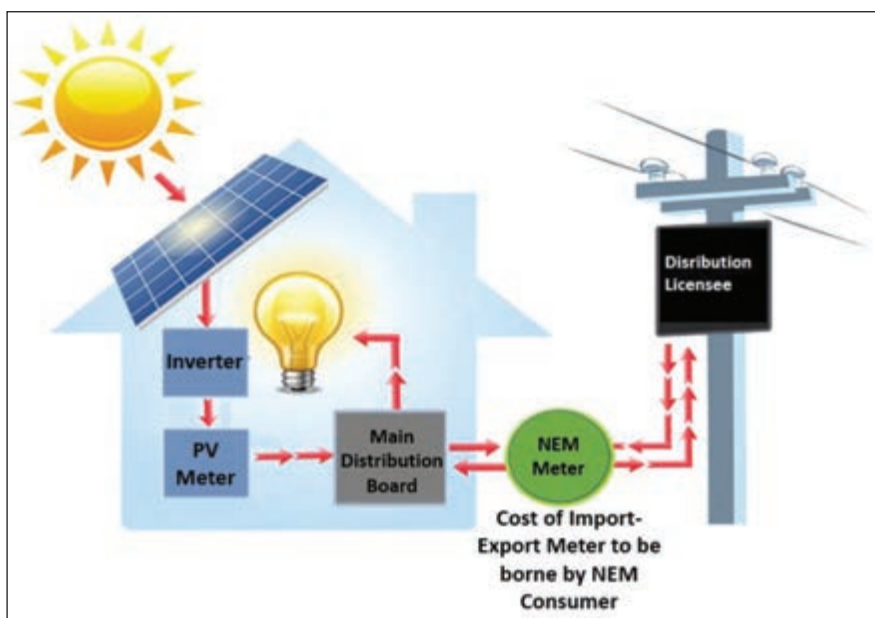 Disribution
Licensee
Inverter
PV
Meter
Main
Distribution
Board
NEM
Meter
Cost of Import-
Export Meter to be
borne by NEM
Consumer